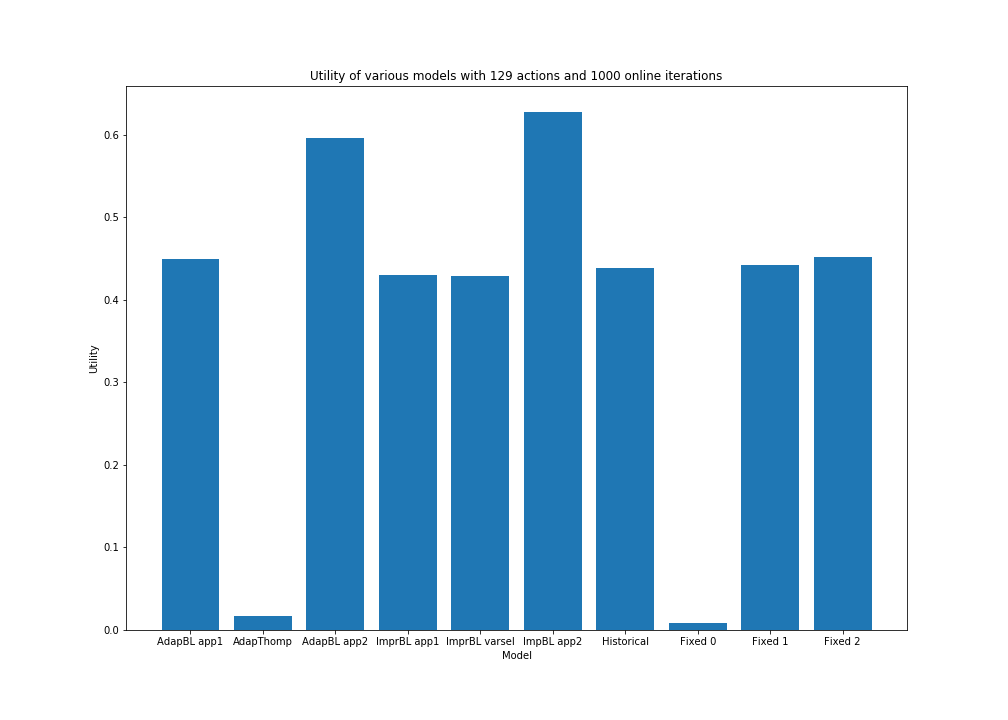 Utility of various models with 129 actions and 1000 online iterations
0.6
0.5
0.4
0.3
0.2
0.1
0.0
Utility
AdapBL app1 AdapThomp AdapBL app2 ImprBL app1 ImprBL varsel ImpBL app2 Historical Fixed 0 Fixed 1 Fixed 2
Model